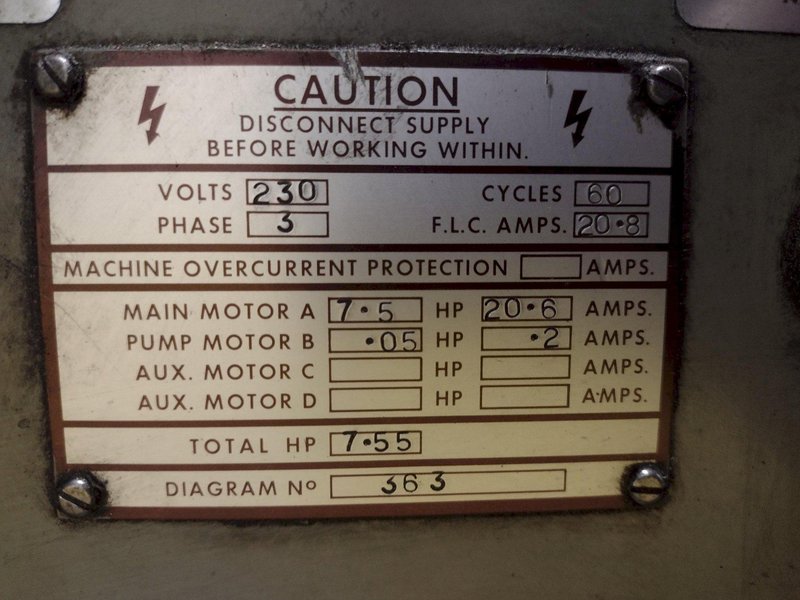 CAUTION
DISCONNECT SUPPLY
BEFORE WORKING WITHIN.
VOLTS 230 CYCLES 60
PHASE 3 F.L.C. AMPS. 20·8
MACHINE OVERCURRENT PROTECTION AMPS.
MAIN MOTOR A 7·5 HP 20·6 AMPS.
PUMP MOTOR B ·05 HP ·2 AMPS.
AUX. MOTOR C HP AMPS.
AUX. MOTOR D HP AMPS.
TOTAL HP 7·55
DIAGRAM Nº 363